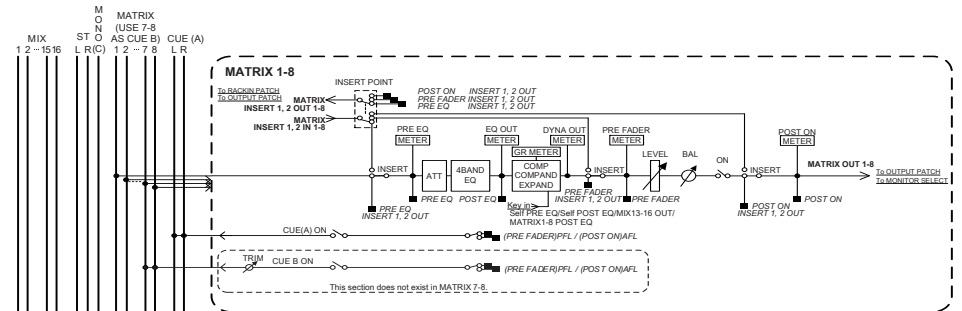 M
O
N
O
(C)
MIX
1 2 ··· 15 16
ST
L R
MATRIX
(USE 7-8
AS CUE B)
1 2 ··· 7 8
CUE (A)
L R
MATRIX 1-8
INSERT POINT
To RACKIN PATCH
To OUTPUT PATCH
MATRIX
INSERT 1, 2 OUT 1-8
MATRIX
INSERT 1, 2 IN 1-8
POST ON INSERT 1, 2 OUT
PRE FADER INSERT 1, 2 OUT
PRE EQ INSERT 1, 2 OUT
PRE EQ
METER
EQ OUT
METER
DYNA OUT
METER
PRE FADER
METER
POST ON
METER
GR METER
INSERT
ATT
4BAND
EQ
COMP
COMPAND
EXPAND
INSERT
LEVEL
BAL
ON
INSERT
MATRIX OUT 1-8
To OUTPUT PATCH
To MONITOR SELECT
PRE EQ
INSERT 1, 2 OUT
PRE EQ
POST EQ
Key in
Self PRE EQ/Self POST EQ/MIX13-16 OUT/
MATRIX1-8 POST EQ
PRE FADER
INSERT 1, 2 OUT
PRE FADER
POST ON
INSERT 1, 2 OUT
POST ON
CUE(A) ON
(PRE FADER)PFL / (POST ON)AFL
TRIM
CUE B ON
(PRE FADER)PFL / (POST ON)AFL
This section does not exist in MATRIX 7-8.